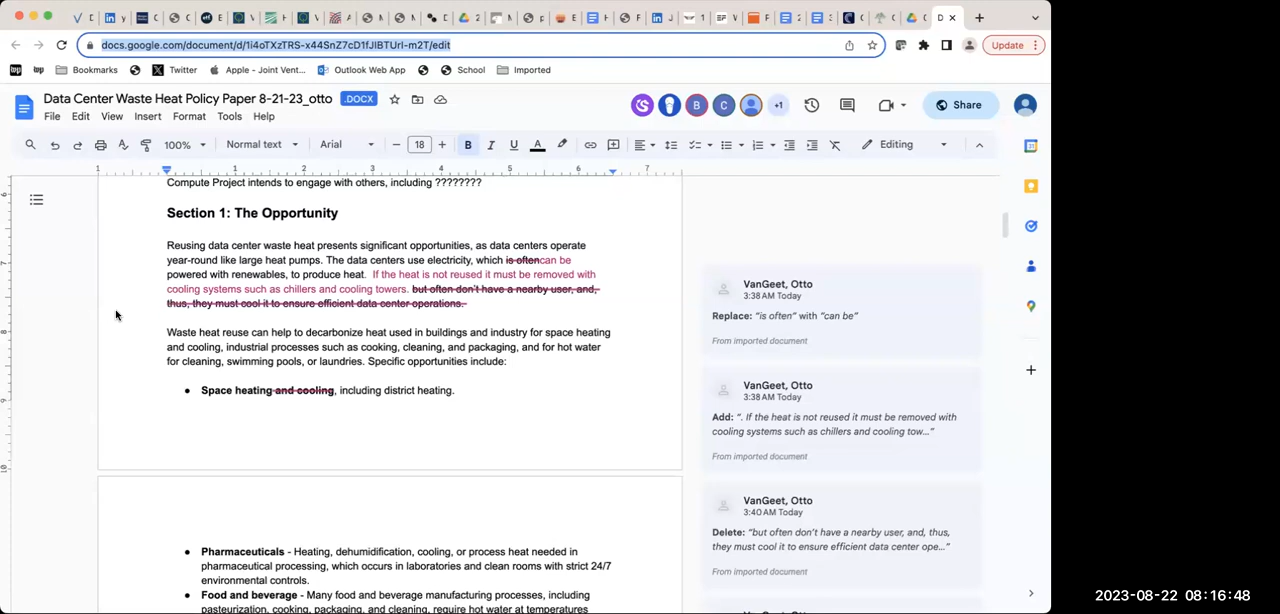 docs.google.com/document/d/1i4oTXzTRS-x44SnZ7cD1fJIBTUrI-m2T/edit
Update
Bookmarks
Twitter
Apple - Joint Vent...
Outlook Web App
School
Imported
Data Center Waste Heat Policy Paper 8-21-23_otto
.DOCX
B
C
+1
Share
File Edit View Insert Format Tools Help
100%
Normal text
Arial
18
B I U A
Editing
1 1 2 3 4 5 6 7
Compute Project intends to engage with others, including ????????
Section 1: The Opportunity
Reusing data center waste heat presents significant opportunities, as data centers operate
year-round like large heat pumps. The data centers use electricity, which is oftencan be
powered with renewables, to produce heat. If the heat is not reused it must be removed with
cooling systems such as chillers and cooling towers. but often don't have a nearby user, and,
thus, they must cool it to ensure efficient data center operations.
Waste heat reuse can help to decarbonize heat used in buildings and industry for space heating
and cooling, industrial processes such as cooking, cleaning, and packaging, and for hot water
for cleaning, swimming pools, or laundries. Specific opportunities include:
● Space heating and cooling, including district heating.
● Pharmaceuticals - Heating, dehumidification, cooling, or process heat needed in
pharmaceutical processing, which occurs in laboratories and clean rooms with strict 24/7
environmental controls.
● Food and beverage - Many food and beverage manufacturing processes, including
pasteurization, cooking, packaging, and cleaning, require hot water at temperatures
VanGeet, Otto
3:38 AM Today
Replace: "is often" with "can be"
From imported document
VanGeet, Otto
3:38 AM Today
Add: ". If the heat is not reused it must be removed with
cooling systems such as chillers and cooling tow..."
From imported document
VanGeet, Otto
3:40 AM Today
Delete: "but often don't have a nearby user, and, thus,
they must cool it to ensure efficient data center ope..."
From imported document
2023-08-22 08:16:48